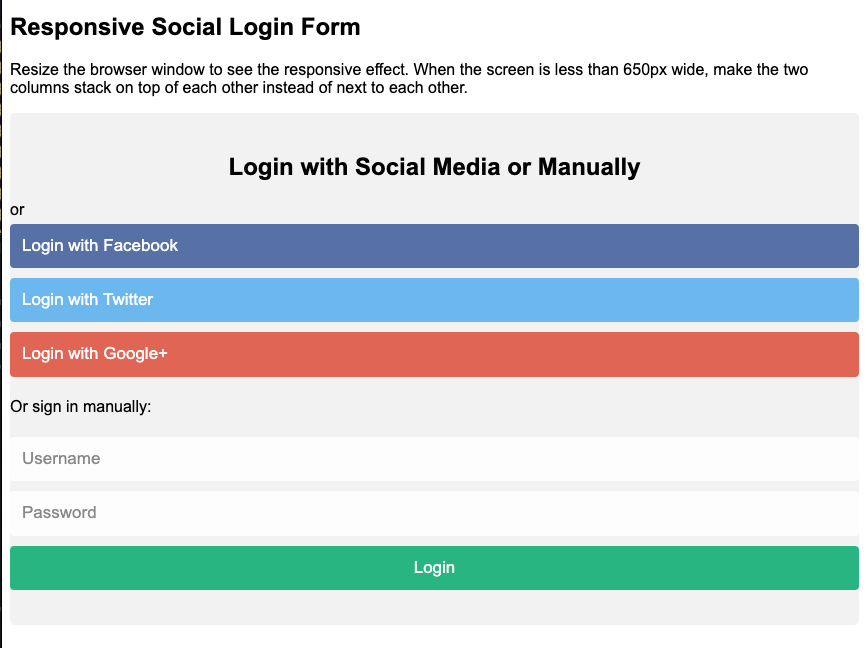 Responsive Social Login Form
Resize the browser window to see the responsive effect. When the screen is less than 650px wide, make the two
columns stack on top of each other instead of next to each other.
Login with Social Media or Manually
or
Login with Facebook
Login with Twitter
Login with Google+
Or sign in manually:
Username
Password
Login